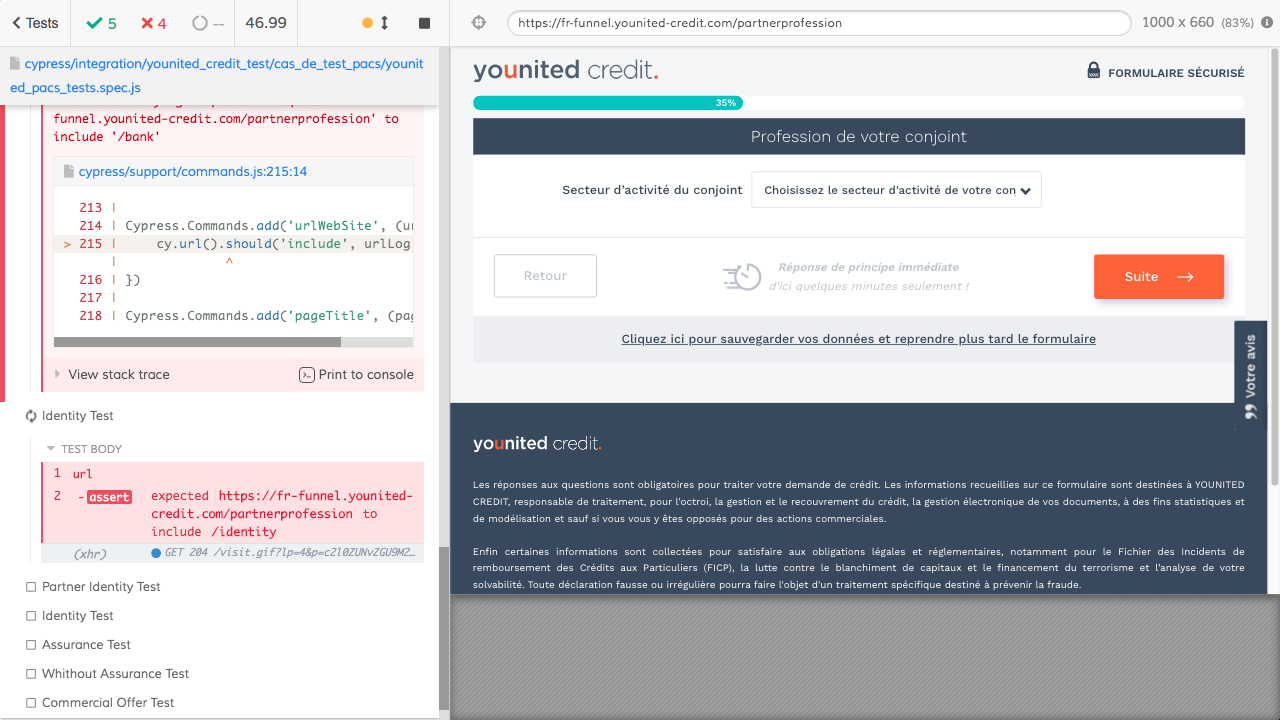 Tests
5
4
--
46.99
https://fr-funnel.younited-credit.com/partnerprofession
1000 x 660 (83%)
cypress/integration/younited_credit_test/cas_de_test_pacs/younit
ed_pacs_tests.spec.js
funnel.younited-credit.com/partnerprofession' to
include '/bank'
cypress/support/commands.js:215:14
213 |
214 | Cypress.Commands.add('urlWebSite', (ur
> 215 | cy.url().should('include', urlLog
| ^
216 | })
217 |
218 | Cypress.Commands.add('pageTitle', (pag
View stack trace
Print to console
Identity Test
TEST BODY
1 url
2 -assert expected https://fr-funnel.younited-
credit.com/partnerprofession to
include /identity
(xhr) GET 204 /visit.gif?lp=4&p=c2l0ZUNvZGU9MZ…
Partner Identity Test
Identity Test
Assurance Test
Whithout Assurance Test
Commercial Offer Test
younited credit.
FORMULAIRE SÉCURISÉ
35%
Profession de votre conjoint
Secteur d'activité du conjoint
Choisissez le secteur d'activité de votre con
Retour
Réponse de principe immédiate
d'ici quelques minutes seulement !
Suite
Cliquez ici pour sauvegarder vos données et reprendre plus tard le formulaire
Votre avis
younited credit.
Les réponses aux questions sont obligatoires pour traiter votre demande de crédit. Les informations recueillies sur ce formulaire sont destinées à YOUNITED
CREDIT, responsable de traitement, pour l'octroi, la gestion et le recouvrement du crédit, la gestion électronique de vos documents, à des fins statistiques et
de modélisation et sauf si vous vous y êtes opposés pour des actions commerciales.
Enfin certaines informations sont collectées pour satisfaire aux obligations légales et réglementaires, notamment pour le Fichier des Incidents de
remboursement des Crédits aux Particuliers (FICP), la lutte contre le blanchiment de capitaux et le financement du terrorisme et l'analyse de votre
solvabilité. Toute déclaration fausse ou irrégulière pourra faire l'objet d'un traitement spécifique destiné à prévenir la fraude.